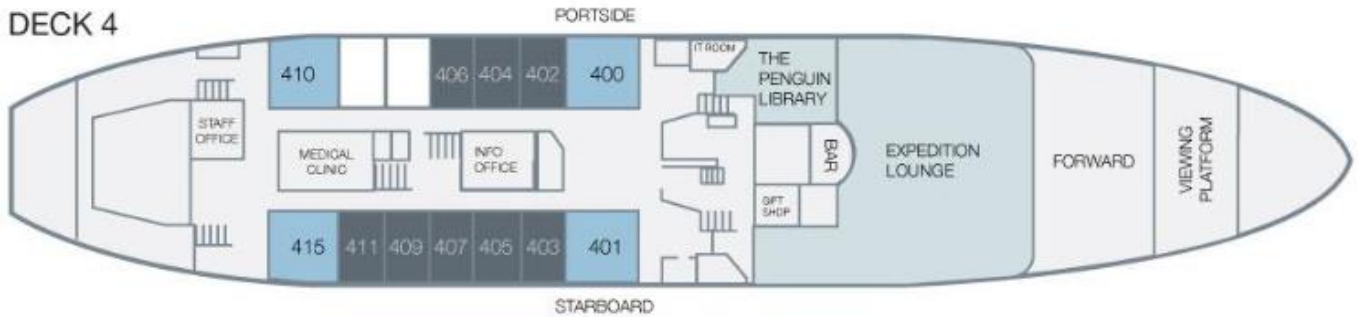 DECK 4
PORTSIDE
410
406
404
402
400
IT ROOM
THE
PENGUIN
LIBRARY
STAFF
OFFICE
MEDICAL
CLINIC
INFO
OFFICE
BAR
EXPEDITION
LOUNGE
FORWARD
VIEWING
PLATFORM
GIFT
SHOP
415
411
409
407
405
403
401
STARBOARD